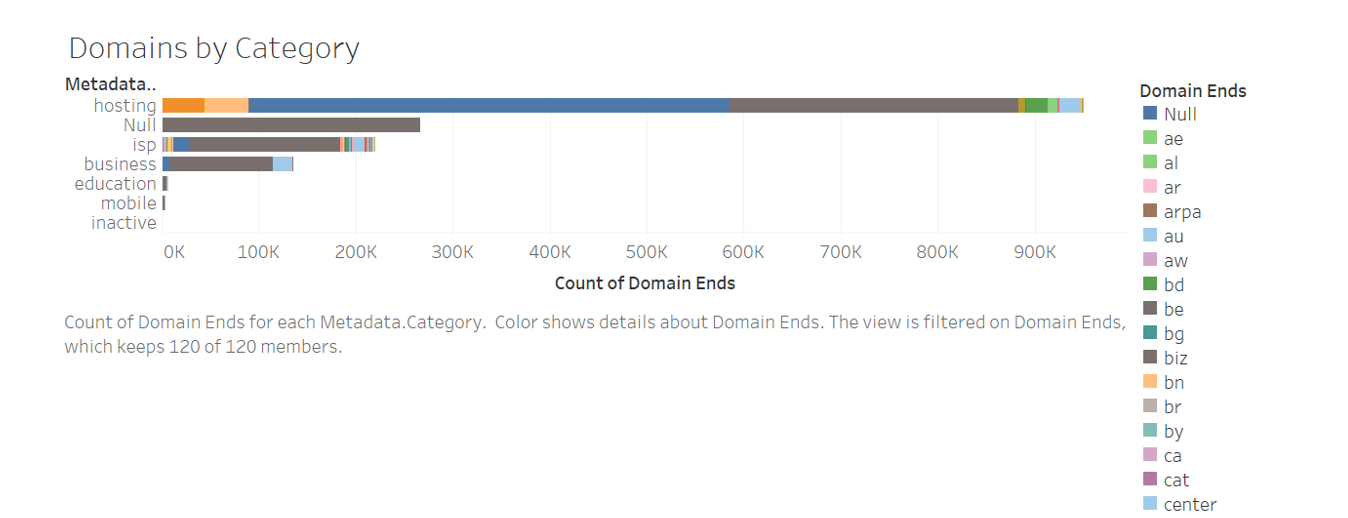 Domains by Category
Metadata..
hosting
Null
isp
business
education
mobile
inactive
0K 100K 200K 300K 400K 500K 600K 700K 800K 900K
Count of Domain Ends
Count of Domain Ends for each Metadata.Category.  Color shows details about Domain Ends. The view is filtered on Domain Ends,
which keeps 120 of 120 members.
Domain Ends
Null
ae
al
ar
arpa
au
aw
bd
be
bg
biz
bn
br
by
ca
cat
center